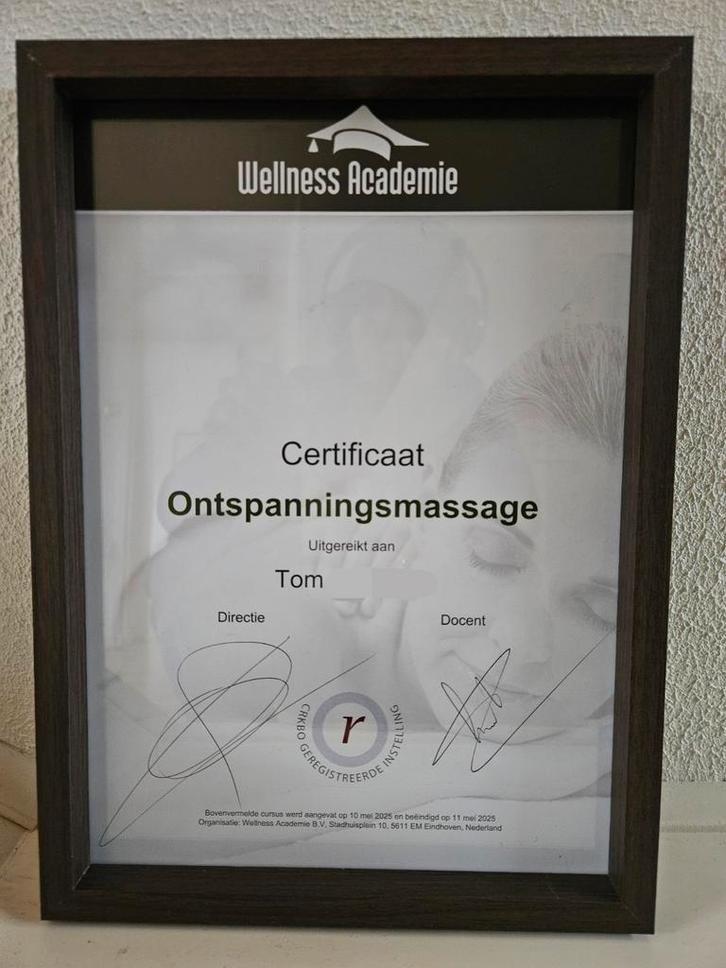 Wellness Academie
Certificaat
Ontspanningsmassage
Uitgereikt aan
Tom
Directie
Docent
r
CRKBO GEREGISTREERDE INSTELLING
Bovenvermelde cursus werd aangevat op 10 mei 2025 en beëindigd op 11 mei 2025
Organisatie: Wellness Academie B.V, Stadhuisplein 10, 5611 EM Eindhoven, Nederland